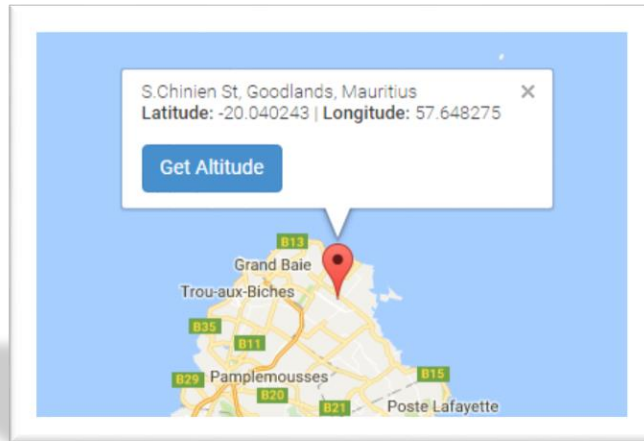 S.Chinien St, Goodlands, Mauritius
Latitude: -20.040243 | Longitude: 57.648275
Get Altitude
B13
Grand Baie
Trou-aux-Biches
B35
B11
B29
Pamplemousses
B15
B20
B21
Poste Lafayette